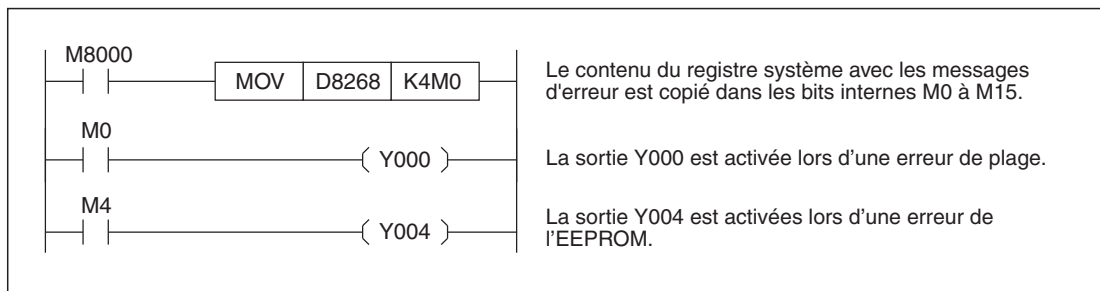 M8000
MOV D8268 K4M0
Le contenu du registre système avec les messages
d'erreur est copié dans les bits internes M0 à M15.
M0
Y000
La sortie Y000 est activée lors d’une erreur de plage.
M4
Y004
La sortie Y004 est activées lors d’une erreur de
l’EEPROM.